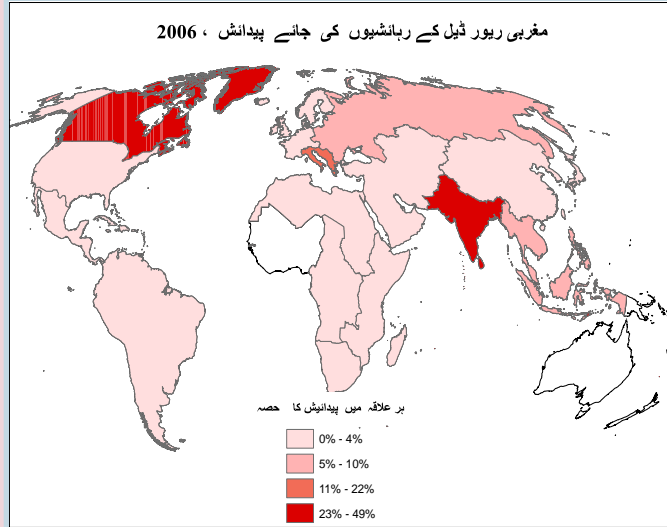 مغربی ریور ڈیل کے رہائشیوں کی جائے پیدائش ، 2006
ہر علاقہ میں پیدائیش کا حصہ
0% - 4%
5% - 10%
11% - 22%
23% - 49%